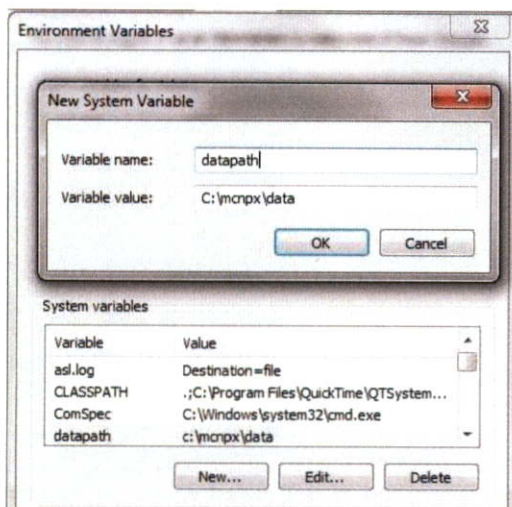 Environment Variables
New System Variable
Variable name: datapath
Variable value: C:\mcnpx\data
OK Cancel
System variables
Variable Value
asl.log Destination=file
CLASSPATH .;C:\Program Files\QuickTime\QTSystem...
ComSpec C:\Windows\system32\cmd.exe
datapath c:\mcnpx\data
New... Edit... Delete